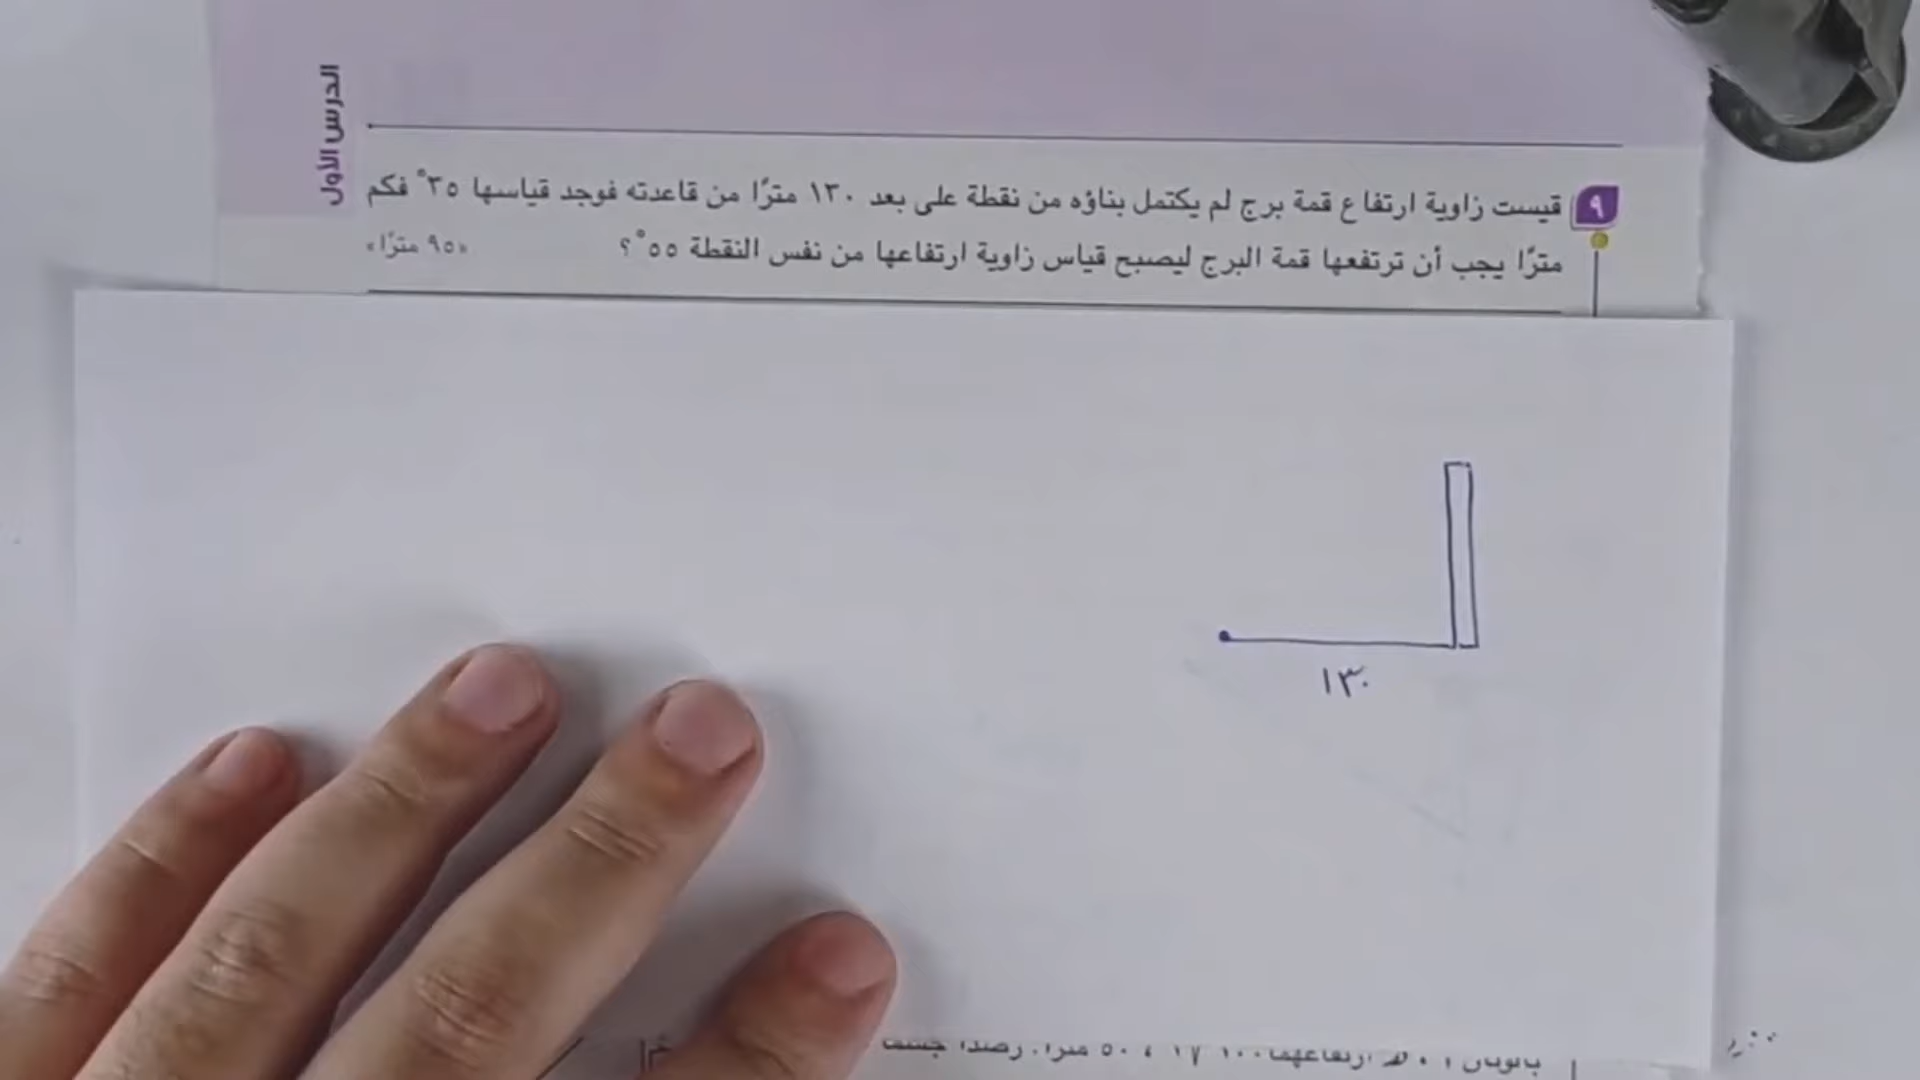 الدرس الأول
٩ قيست زاوية ارتفاع قمة برج لم يكتمل بناؤه من نقطة على بعد ١٣٠ مترًا من قاعدته فوجد قياسها ٣٥° فكم
مترًا يجب أن ترتفعها قمة البرج ليصبح قياس زاوية ارتفاعها من نفس النقطة ٥٥°؟ «٩٥ مترًا»
١٣٠